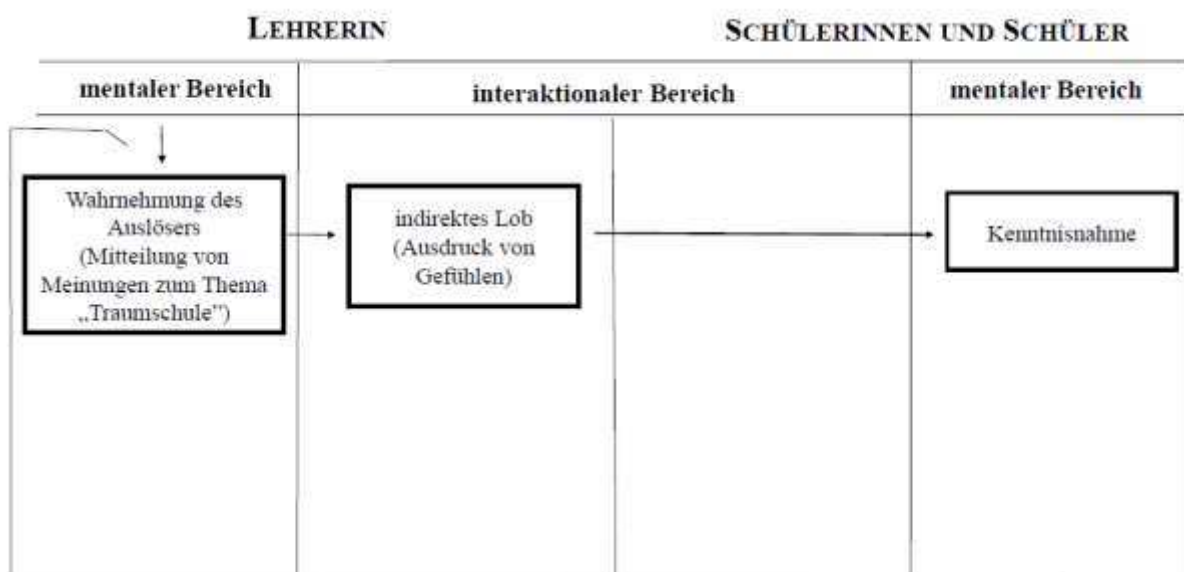 LEHRERIN
SCHÜLERINNEN UND SCHÜLER
mentaler Bereich
interaktionaler Bereich
mentaler Bereich
Wahrnehmung des
Auslösers
(Mitteilung von
Meinungen zum Thema
„Traumschule”)
indirektes Lob
(Ausdruck von
Gefühlen)
Kenntnisnahme